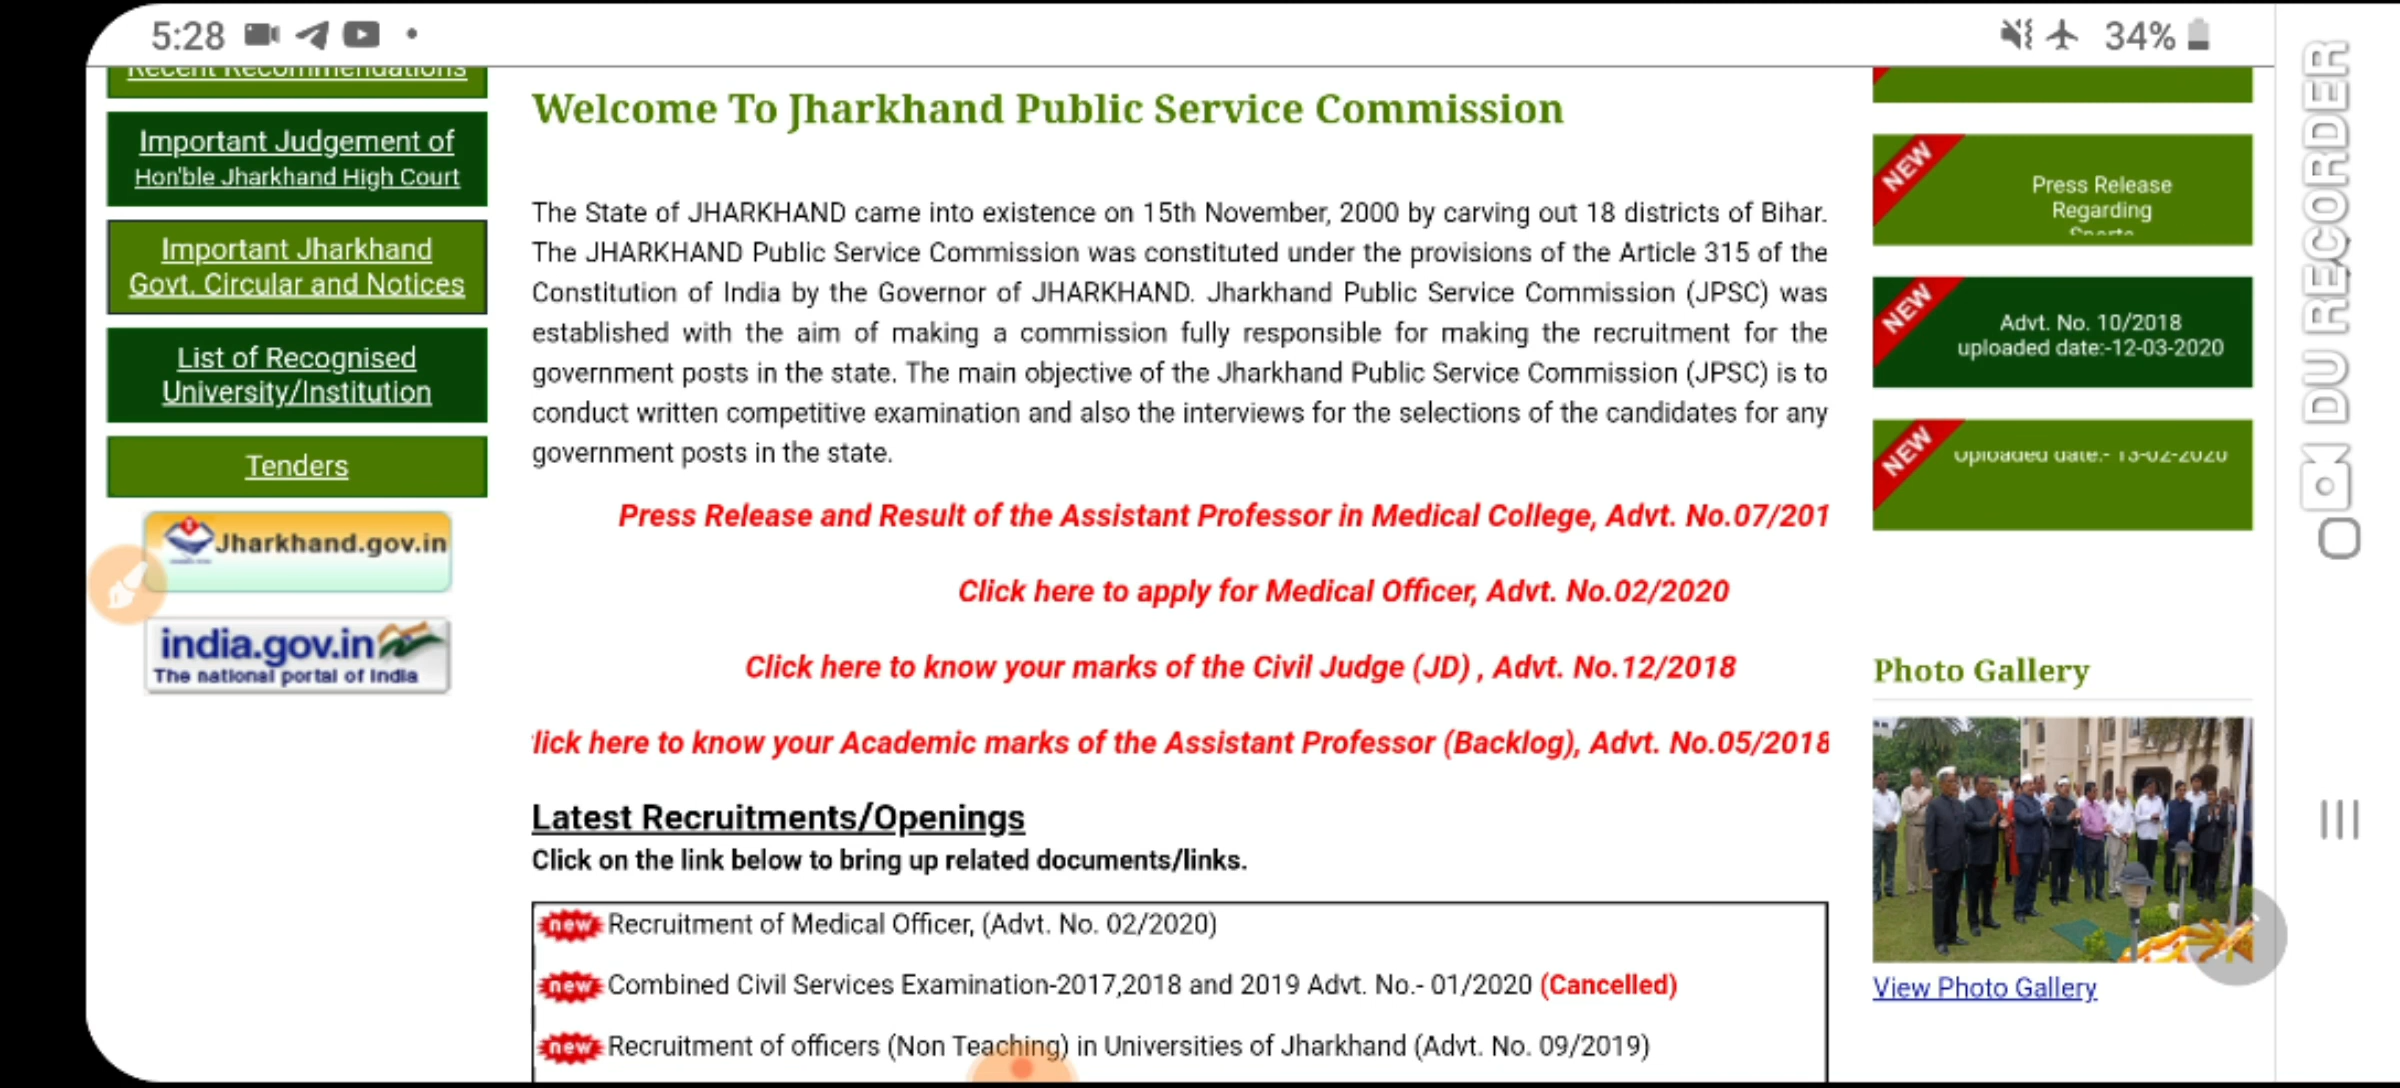 5:28
34%
Recent Recommendations
Important Judgement of
Hon'ble Jharkhand High Court
Important Jharkhand
Govt. Circular and Notices
List of Recognised
University/Institution
Tenders
Jharkhand.gov.in
india.gov.in
The national portal of India
Welcome To Jharkhand Public Service Commission
The State of JHARKHAND came into existence on 15th November, 2000 by carving out 18 districts of Bihar.
The JHARKHAND Public Service Commission was constituted under the provisions of the Article 315 of the
Constitution of India by the Governor of JHARKHAND. Jharkhand Public Service Commission (JPSC) was
established with the aim of making a commission fully responsible for making the recruitment for the
government posts in the state. The main objective of the Jharkhand Public Service Commission (JPSC) is to
conduct written competitive examination and also the interviews for the selections of the candidates for any
government posts in the state.
Press Release and Result of the Assistant Professor in Medical College, Advt. No.07/201
Click here to apply for Medical Officer, Advt. No.02/2020
Click here to know your marks of the Civil Judge (JD) , Advt. No.12/2018
lick here to know your Academic marks of the Assistant Professor (Backlog), Advt. No.05/2018
Latest Recruitments/Openings
Click on the link below to bring up related documents/links.
new Recruitment of Medical Officer, (Advt. No. 02/2020)
new Combined Civil Services Examination-2017,2018 and 2019 Advt. No.- 01/2020 (Cancelled)
new Recruitment of officers (Non Teaching) in Universities of Jharkhand (Advt. No. 09/2019)
NEW
Press Release
Regarding
Sports
NEW
Advt. No. 10/2018
uploaded date:-12-03-2020
NEW
Uploaded date:- 13-02-2020
Photo Gallery
View Photo Gallery
DU RECORDER